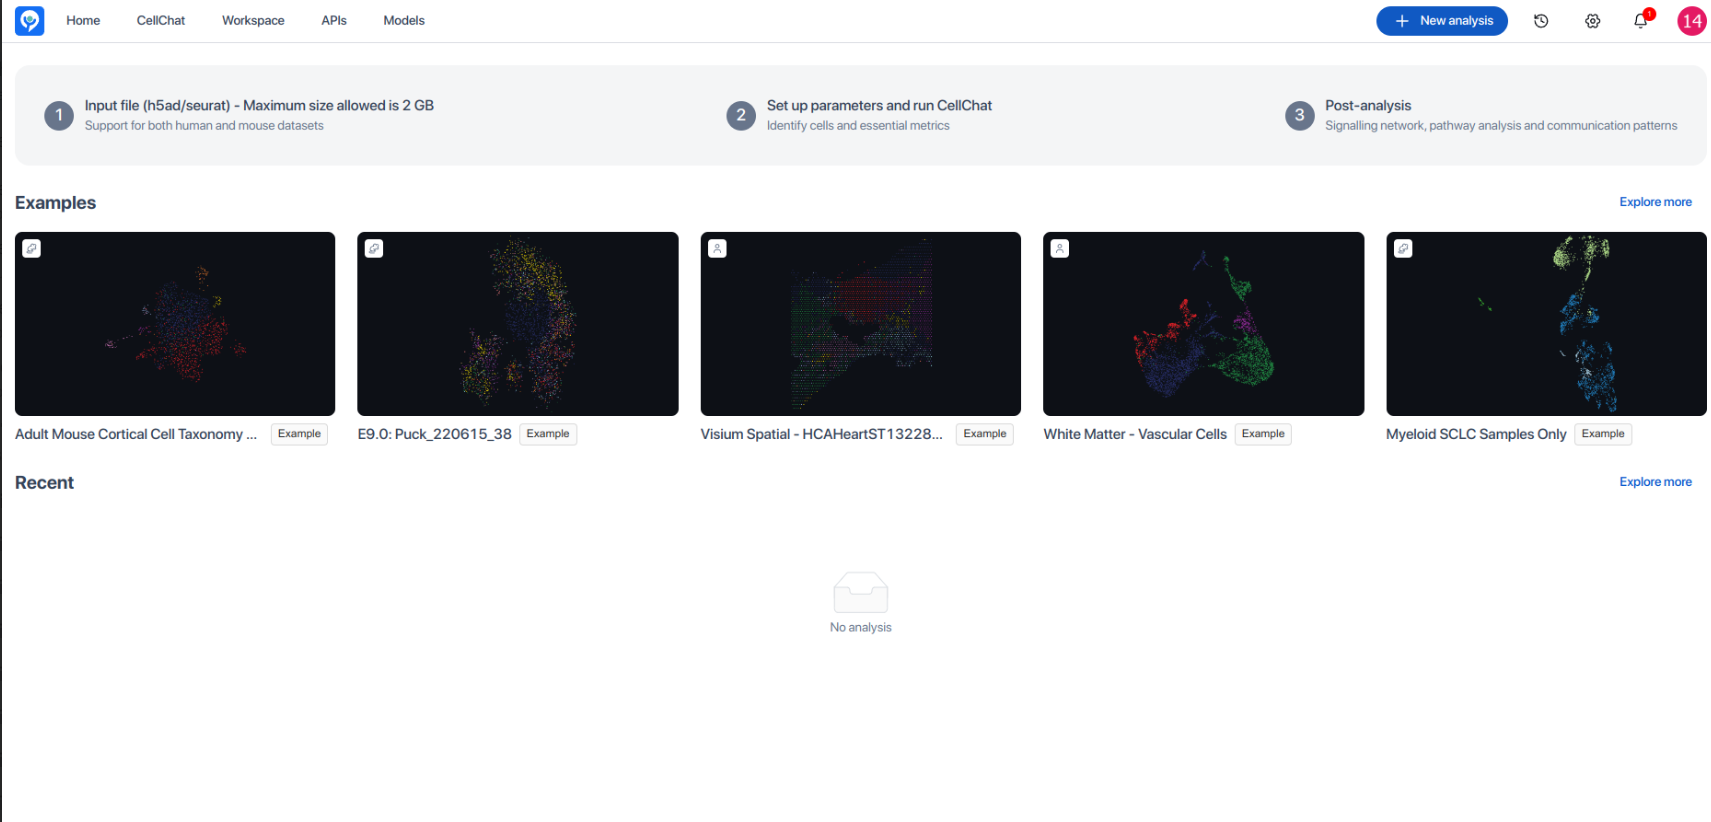 Home
CellChat
Workspace
APIs
Models
New analysis
1
14
1
Input file (h5ad/seurat) - Maximum size allowed is 2 GB
Support for both human and mouse datasets
2
Set up parameters and run CellChat
Identify cells and essential metrics
3
Post-analysis
Signalling network, pathway analysis and communication patterns
Examples
Explore more
Adult Mouse Cortical Cell Taxonomy ...
Example
E9.0: Puck_220615_38
Example
Visium Spatial - HCAHeartST13228...
Example
White Matter - Vascular Cells
Example
Myeloid SCLC Samples Only
Example
Recent
Explore more
No analysis